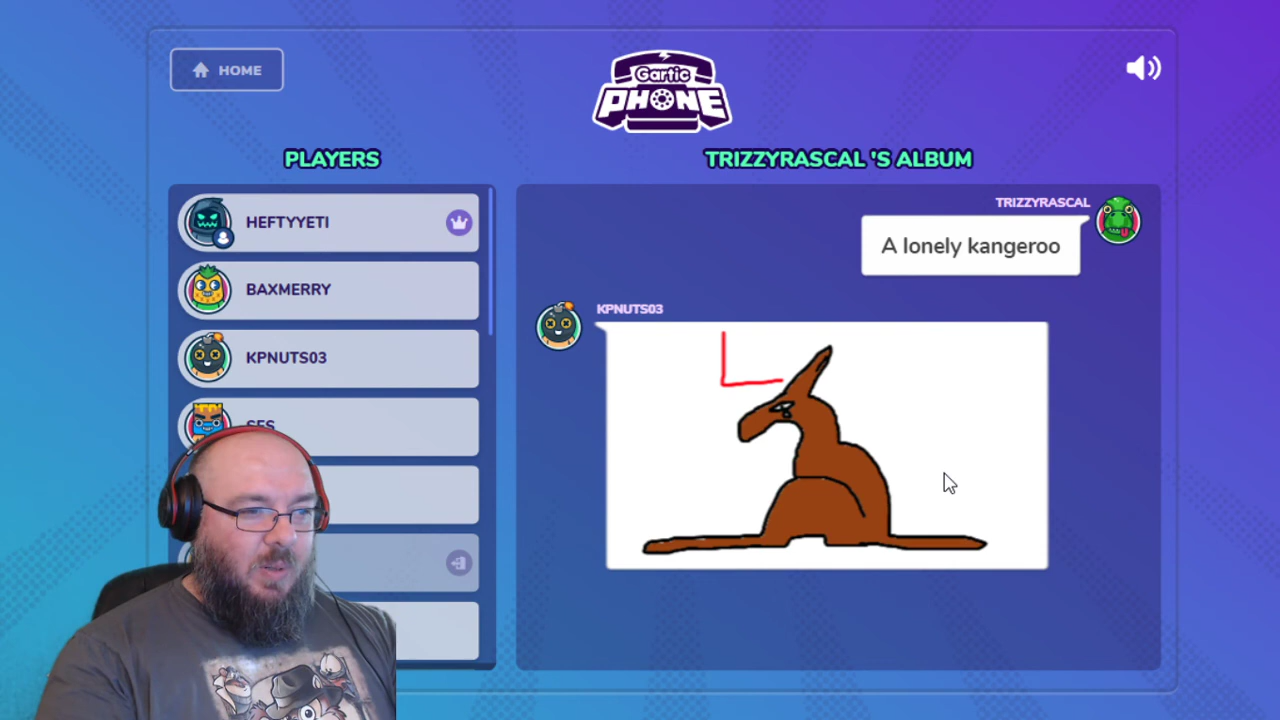 HOME
Gartic
PHONE
PLAYERS
TRIZZYRASCAL 'S ALBUM
HEFTYYETI
BAXMERRY
KPNUTS03
TRIZZYRASCAL
A lonely kangeroo
KPNUTS03
L